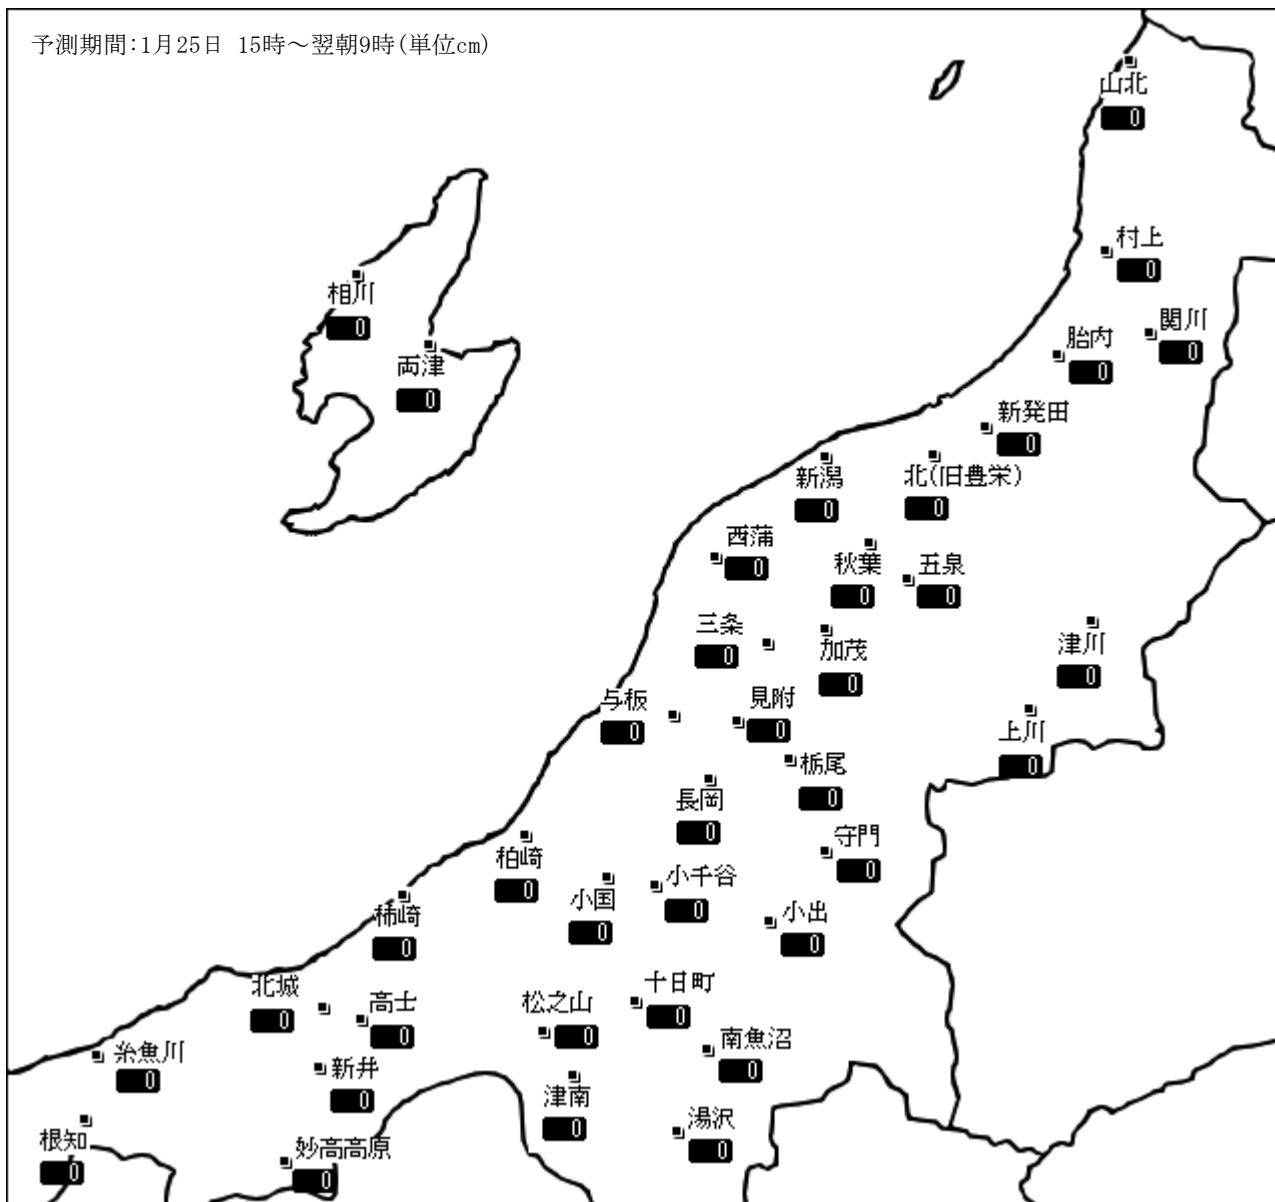 予測期間:1月25日 15時～翌朝9時(単位cm)
山北
0
村上
0
相川
0
関川
0
胎内
0
両津
0
新発田
0
新潟
0
北(旧豊栄)
0
西蒲
0
秋葉
0
五泉
0
三条
0
加茂
0
津川
0
与板
0
見附
0
上川
0
栃尾
0
長岡
0
守門
0
柏崎
0
小千谷
0
小国
0
小出
0
柿崎
0
北城
0
高士
0
松之山
0
十日町
0
南魚沼
0
糸魚川
0
新井
0
津南
0
湯沢
0
根知
0
妙高高原
0